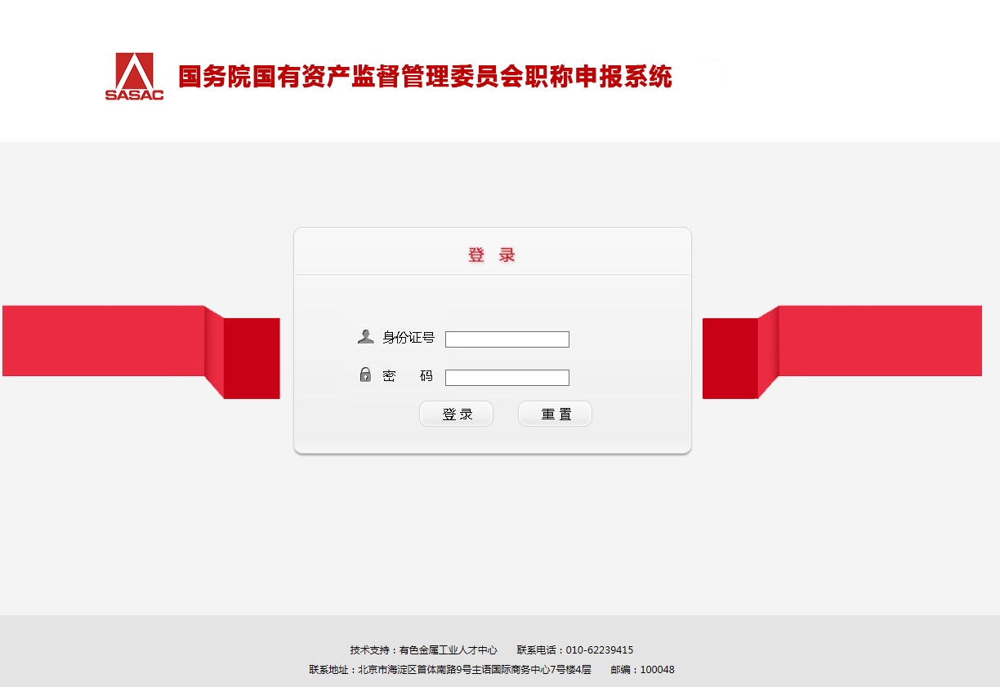 SASAC
国务院国有资产监督管理委员会职称申报系统
登 录
身份证号
密 码
登 录 重 置
技术支持：有色金属工业人才中心 联系电话：010-62239415
联系地址：北京市海淀区首体南路9号主语国际商务中心7号楼4层 邮编：100048